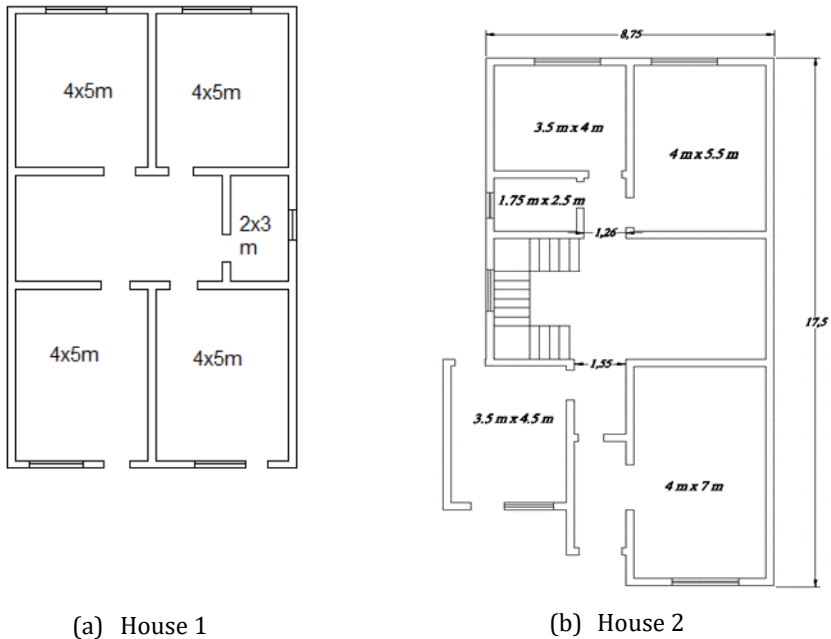 4x5m
4x5m
2x3
m
4x5m
4x5m
(a) House 1
8,75
3.5 m x 4 m
4 m x 5.5 m
1.75 m x 2.5 m
1,26
17,5
1,55
3.5 m x 4.5 m
4 m x 7 m
(b) House 2